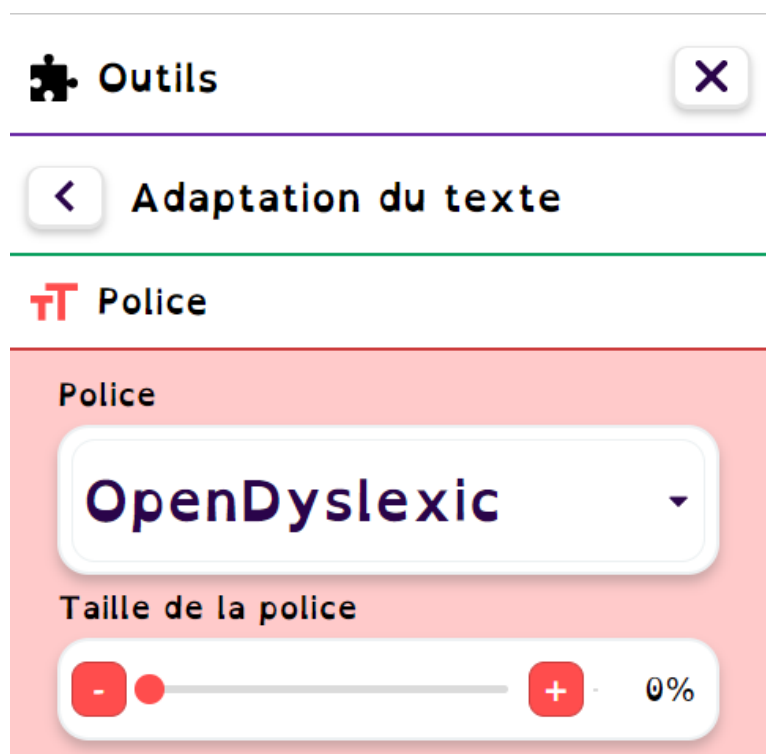 Outils
Adaptation du texte
Police
Police
OpenDyslexic
Taille de la police
- + 0%